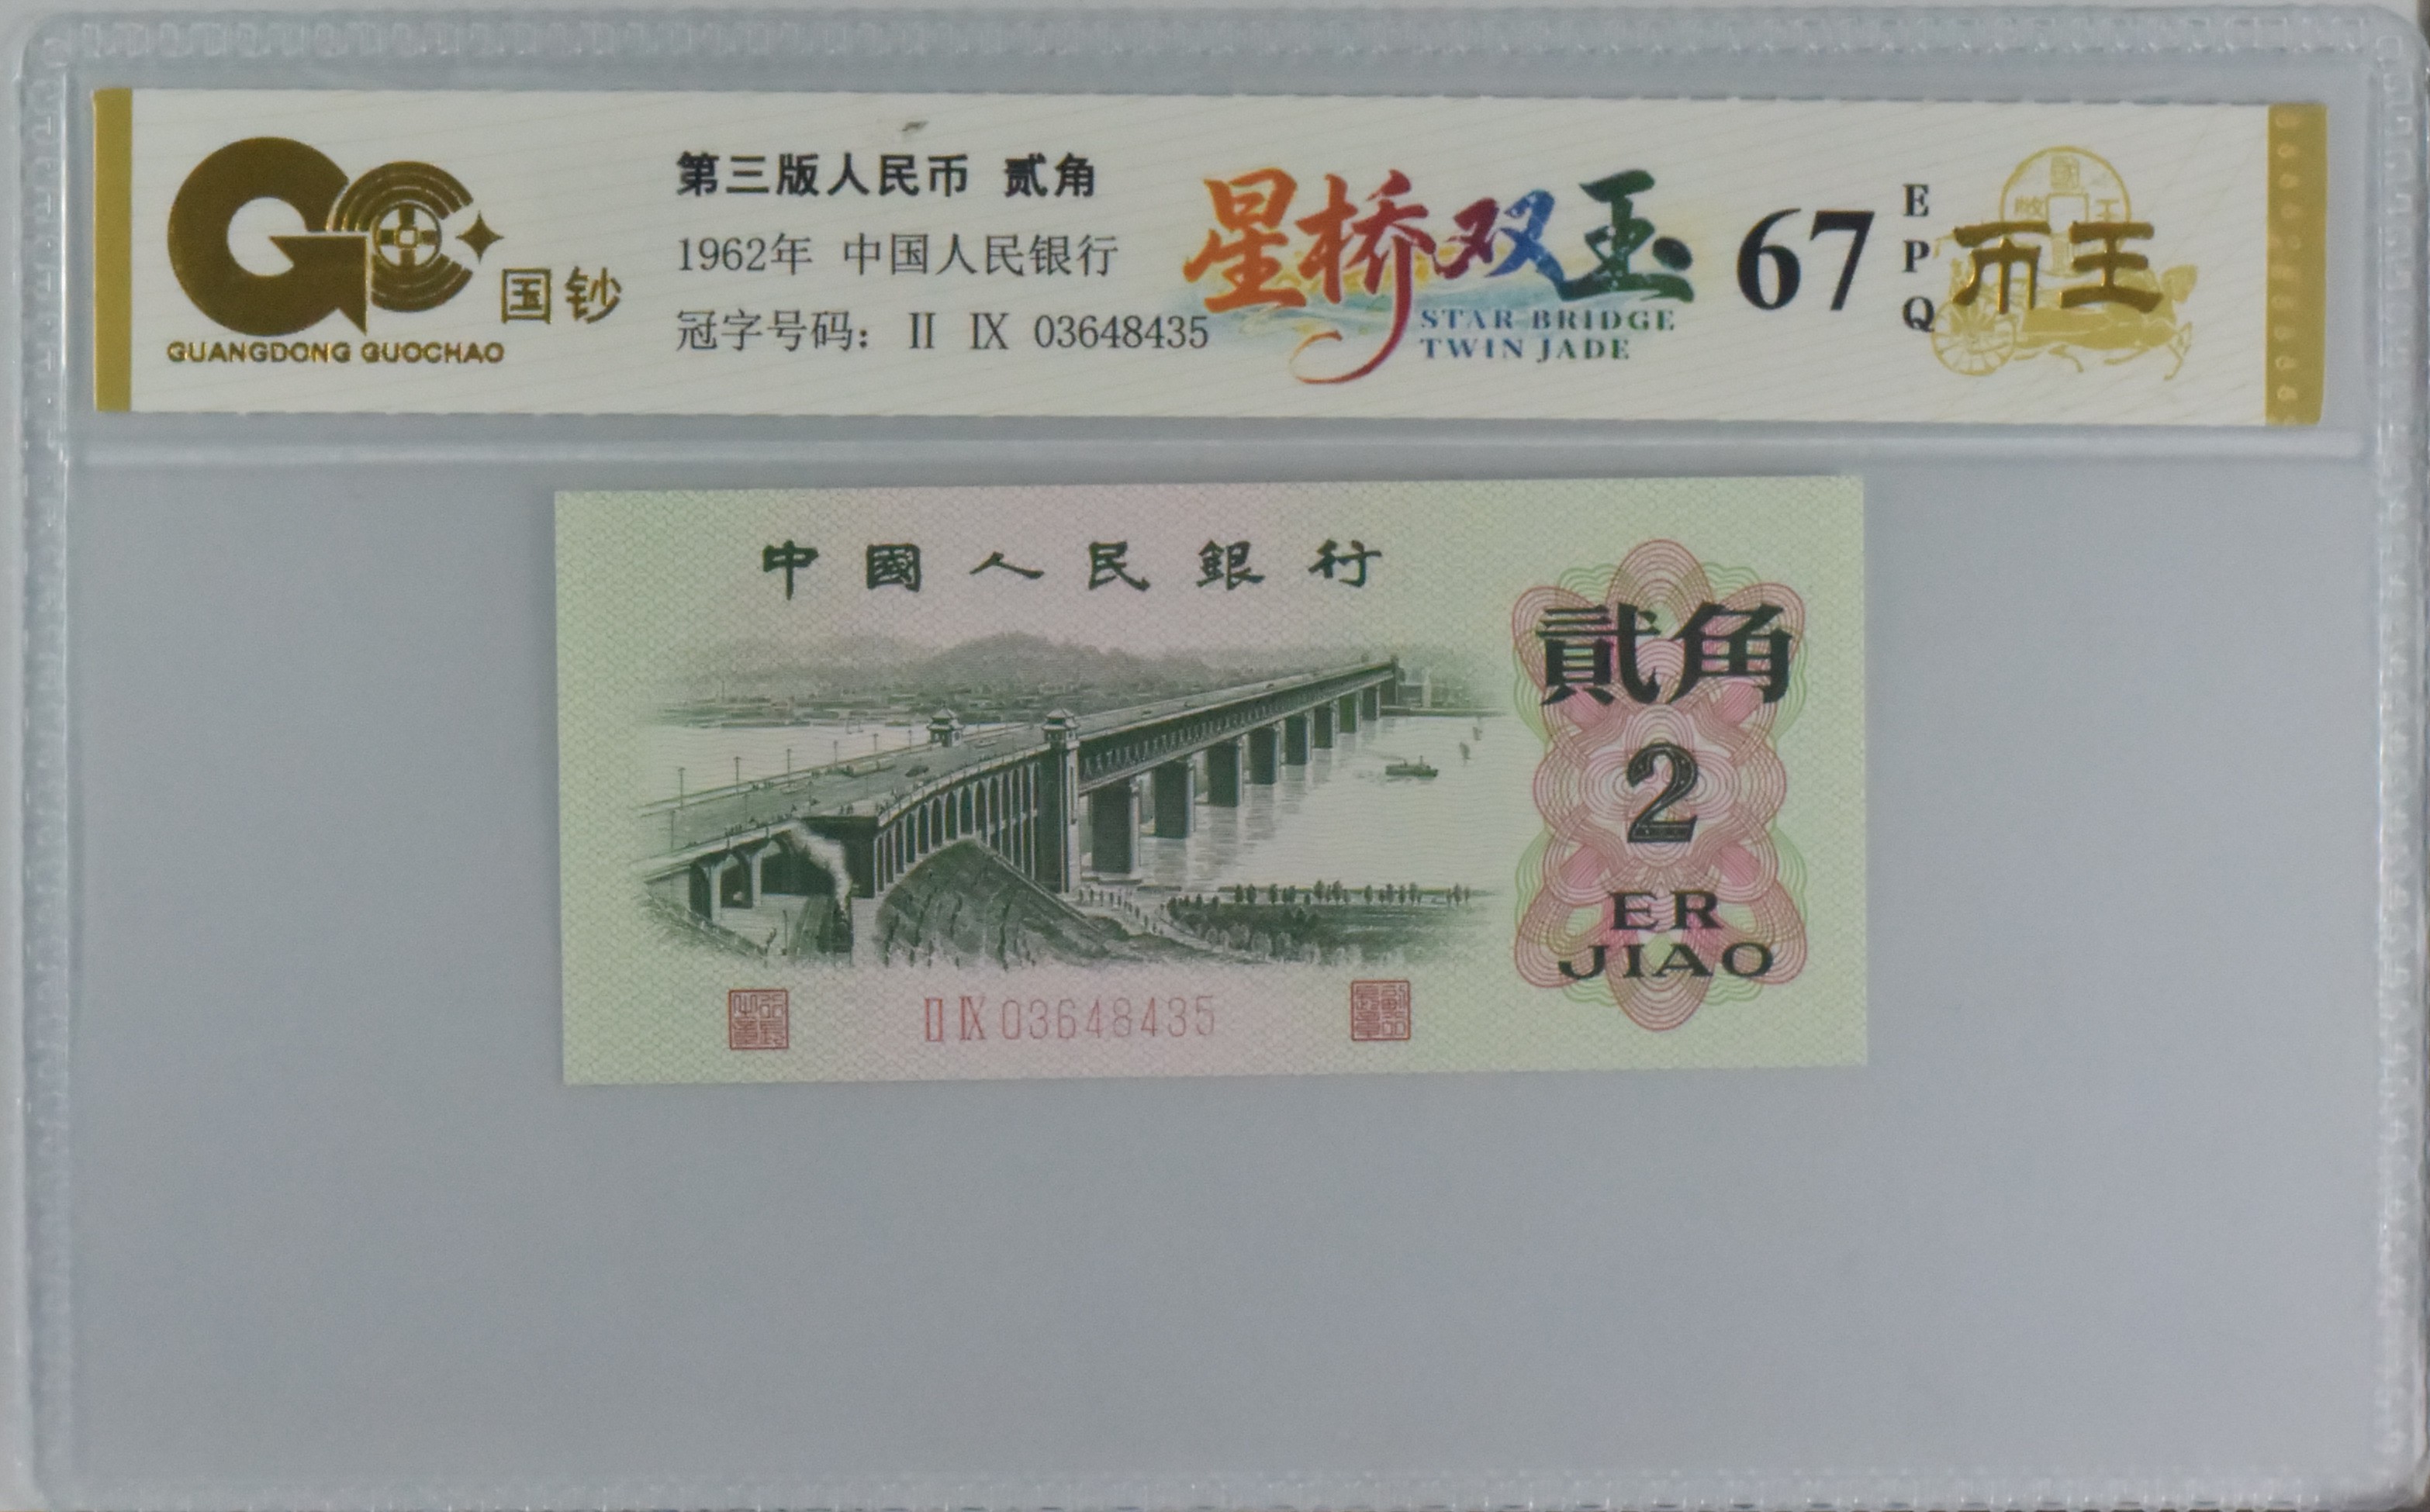 GC
国钞
GUANGDONG GUOCHAO
第三版人民币 贰角
1962年 中国人民银行
冠字号码：Ⅱ Ⅸ 03648435
星桥双玉
STAR BRIDGE
TWIN JADE
67
EPQ
币王
中國人民銀行
貳角
2
ER
JIAO
Ⅱ Ⅸ 03648435